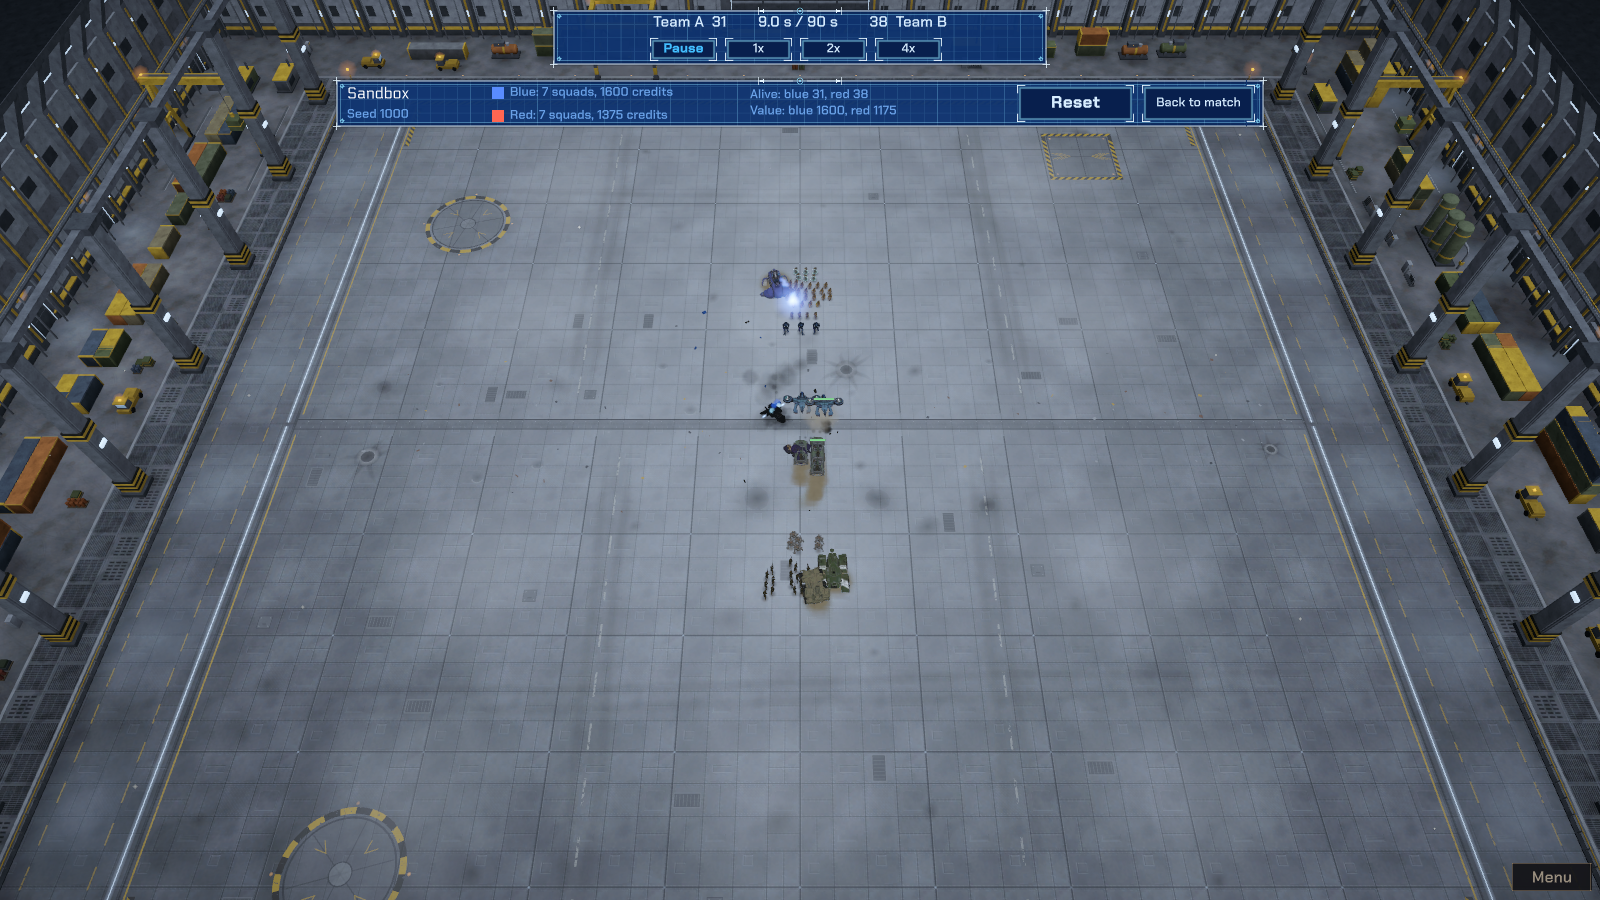 Team A 31 9.0 s / 90 s 38 Team B
Pause 1x 2x 4x
Sandbox
Seed 1000
Blue: 7 squads, 1600 credits
Red: 7 squads, 1375 credits
Alive: blue 31, red 38
Value: blue 1600, red 1175
Reset
Back to match
Menu